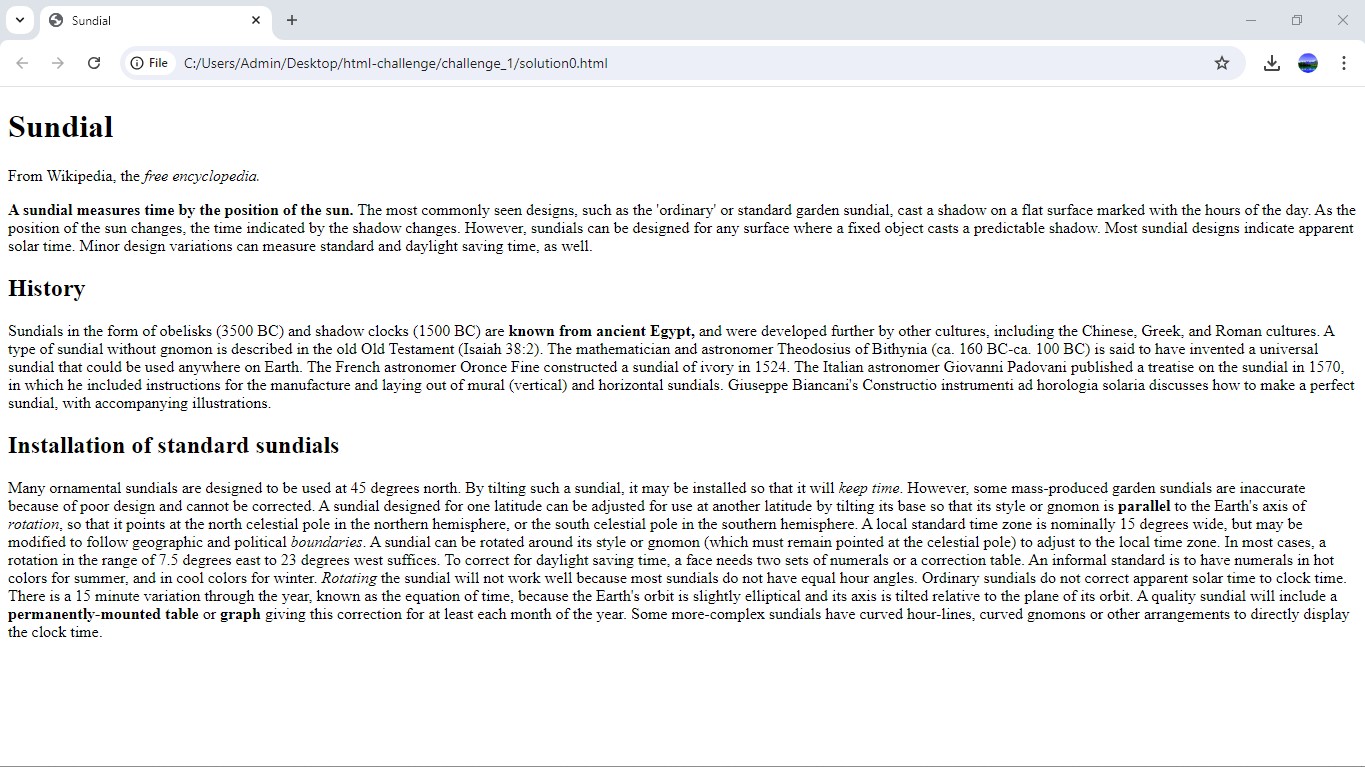 Sundial
File
C:/Users/Admin/Desktop/html-challenge/challenge_1/solution0.html
Sundial
From Wikipedia, the free encyclopedia.
A sundial measures time by the position of the sun. The most commonly seen designs, such as the 'ordinary' or standard garden sundial, cast a shadow on a flat surface marked with the hours of the day. As the
position of the sun changes, the time indicated by the shadow changes. However, sundials can be designed for any surface where a fixed object casts a predictable shadow. Most sundial designs indicate apparent
solar time. Minor design variations can measure standard and daylight saving time, as well.
History
Sundials in the form of obelisks (3500 BC) and shadow clocks (1500 BC) are known from ancient Egypt, and were developed further by other cultures, including the Chinese, Greek, and Roman cultures. A
type of sundial without gnomon is described in the old Old Testament (Isaiah 38:2). The mathematician and astronomer Theodosius of Bithynia (ca. 160 BC-ca. 100 BC) is said to have invented a universal
sundial that could be used anywhere on Earth. The French astronomer Oronce Fine constructed a sundial of ivory in 1524. The Italian astronomer Giovanni Padovani published a treatise on the sundial in 1570,
in which he included instructions for the manufacture and laying out of mural (vertical) and horizontal sundials. Giuseppe Biancani's Constructio instrumenti ad horologia solaria discusses how to make a perfect
sundial, with accompanying illustrations.
Installation of standard sundials
Many ornamental sundials are designed to be used at 45 degrees north. By tilting such a sundial, it may be installed so that it will keep time. However, some mass-produced garden sundials are inaccurate
because of poor design and cannot be corrected. A sundial designed for one latitude can be adjusted for use at another latitude by tilting its base so that its style or gnomon is parallel to the Earth's axis of
rotation, so that it points at the north celestial pole in the northern hemisphere, or the south celestial pole in the southern hemisphere. A local standard time zone is nominally 15 degrees wide, but may be
modified to follow geographic and political boundaries. A sundial can be rotated around its style or gnomon (which must remain pointed at the celestial pole) to adjust to the local time zone. In most cases, a
rotation in the range of 7.5 degrees east to 23 degrees west suffices. To correct for daylight saving time, a face needs two sets of numerals or a correction table. An informal standard is to have numerals in hot
colors for summer, and in cool colors for winter. Rotating the sundial will not work well because most sundials do not have equal hour angles. Ordinary sundials do not correct apparent solar time to clock time.
There is a 15 minute variation through the year, known as the equation of time, because the Earth's orbit is slightly elliptical and its axis is tilted relative to the plane of its orbit. A quality sundial will include a
permanently-mounted table or graph giving this correction for at least each month of the year. Some more-complex sundials have curved hour-lines, curved gnomons or other arrangements to directly display
the clock time.